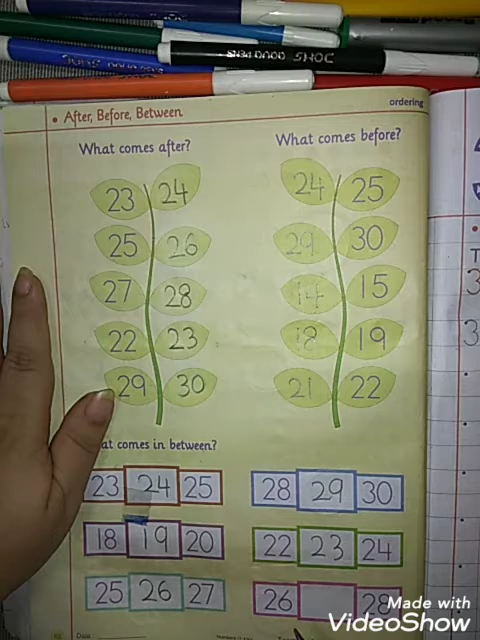 ordering
• After, Before, Between
What comes after?
What comes before?
23 24
24 25
25 26
29 30
27 28
14 15
22 23
18 19
29 30
21 22
at comes in between?
23 24 25
28 29 30
18 19 20
22 23 24
25 26 27
26 28
Date
Made with
VideoShow